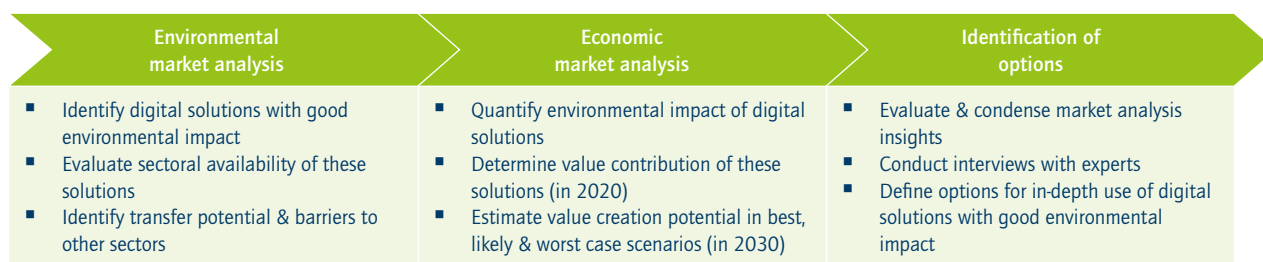 Environmental
market analysis
Economic
market analysis
Identification of
options
▪ Identify digital solutions with good
environmental impact
▪ Evaluate sectoral availability of these
solutions
▪ Identify transfer potential & barriers to
other sectors
▪ Quantify environmental impact of digital
solutions
▪ Determine value contribution of these
solutions (in 2020)
▪ Estimate value creation potential in best,
likely & worst case scenarios (in 2030)
▪ Evaluate & condense market analysis
insights
▪ Conduct interviews with experts
▪ Define options for in-depth use of digital
solutions with good environmental
impact